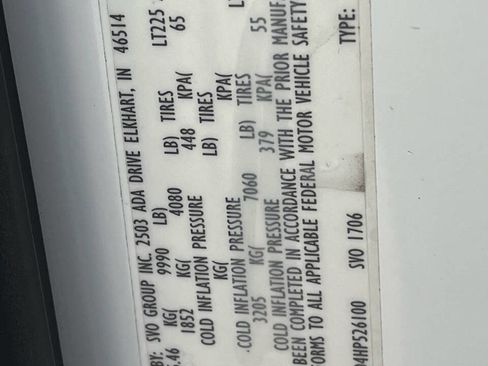 BY: SVO GROUP INC. 2503 ADA DRIVE ELKHART, IN 46514
KG( 9990 LB)
1852 KG( 4080 LB) TIRES LT225
COLD INFLATION PRESSURE 448 KPA( 65
KG( LB) TIRES
COLD INFLATION PRESSURE KPA(
3205 KG( 7060 LB) TIRES
COLD INFLATION PRESSURE 379 KPA( 55
BEEN COMPLETED IN ACCORDANCE WITH THE PRIOR MANUF
ORMS TO ALL APPLICABLE FEDERAL MOTOR VEHICLE SAFETY
4HP526100 SVO 1706 TYPE: